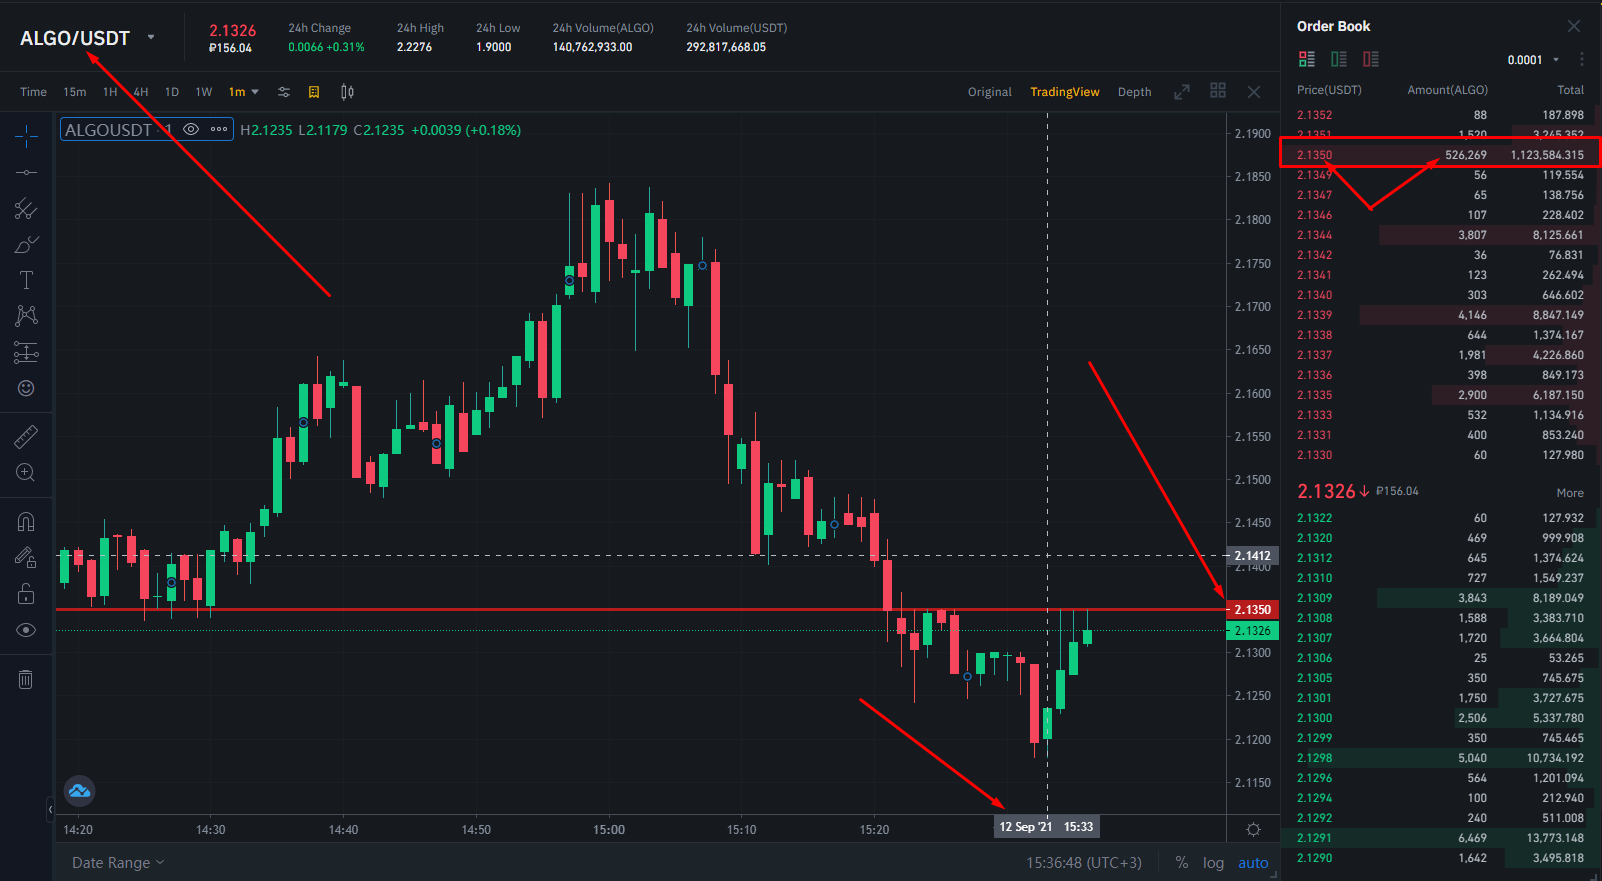 ALGO/USDT
2.1326
₽156.04
24h Change
0.0066 +0.31%
24h High
2.2276
24h Low
1.9000
24h Volume(ALGO)
140,762,933.00
24h Volume(USDT)
292,817,668.05
Time 15m 1H 4H 1D 1W 1m
Original TradingView Depth
ALGOUSDT · 1 H2.1235 L2.1179 C2.1235 +0.0039 (+0.18%)
2.1900
2.1850
2.1800
2.1750
2.1700
2.1650
2.1600
2.1550
2.1500
2.1450
2.1412
2.1400
2.1350
2.1326
2.1300
2.1250
2.1200
2.1150
14:20 14:30 14:40 14:50 15:00 15:10 15:20 12 Sep '21 15:33
Date Range 15:36:48 (UTC+3) % log auto
Order Book
0.0001
Price(USDT) Amount(ALGO) Total
2.1352 88 187.898
2.1351 1,520 3,245.352
2.1350 526,269 1,123,584.315
2.1349 56 119.554
2.1347 65 138.756
2.1346 107 228.402
2.1344 3,807 8,125.661
2.1342 36 76.831
2.1341 123 262.494
2.1340 303 646.602
2.1339 4,146 8,847.149
2.1338 644 1,374.167
2.1337 1,981 4,226.860
2.1336 398 849.173
2.1335 2,900 6,187.150
2.1333 532 1,134.916
2.1331 400 853.240
2.1330 60 127.980
2.1326 ₽156.04 More
2.1322 60 127.932
2.1320 469 999.908
2.1312 645 1,374.624
2.1310 727 1,549.237
2.1309 3,843 8,189.049
2.1308 1,588 3,383.710
2.1307 1,720 3,664.804
2.1306 25 53.265
2.1305 350 745.675
2.1301 1,750 3,727.675
2.1300 2,506 5,337.780
2.1299 350 745.465
2.1298 5,040 10,734.192
2.1296 564 1,201.094
2.1294 100 212.940
2.1292 240 511.008
2.1291 6,469 13,773.148
2.1290 1,642 3,495.818